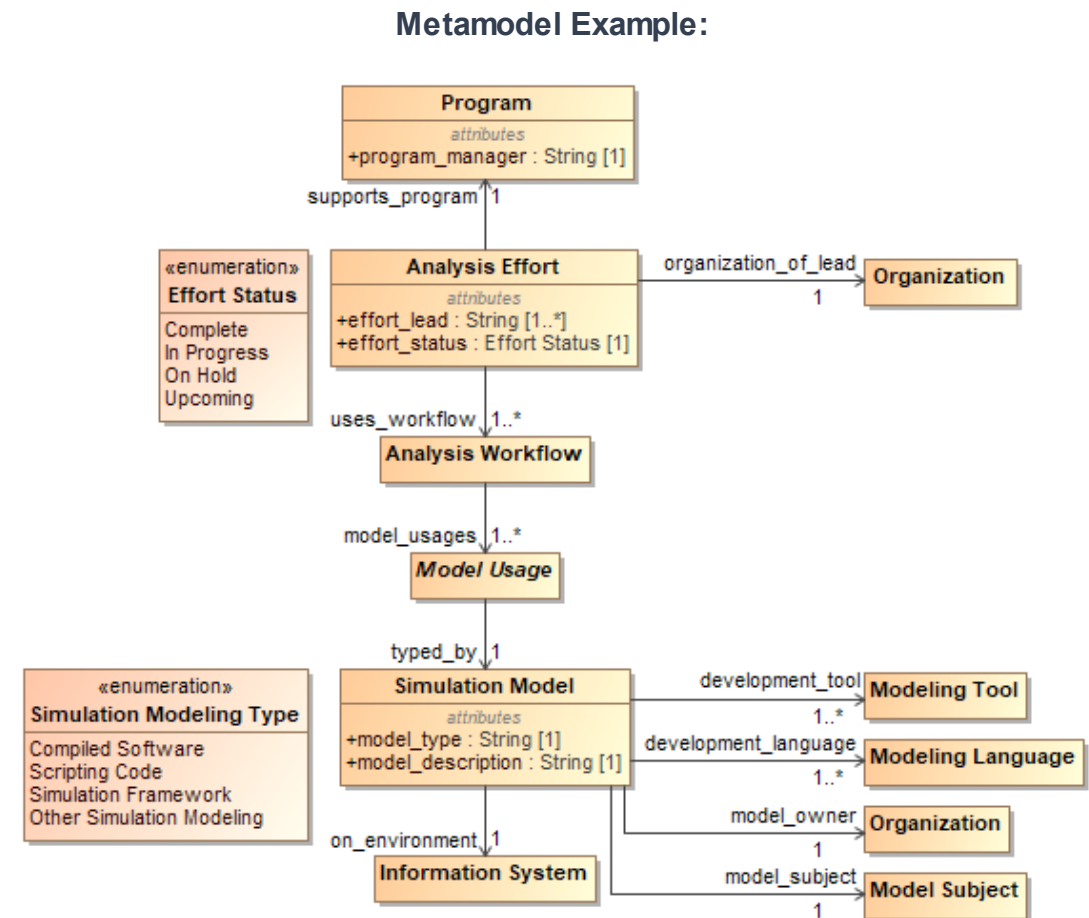 Metamodel Example:
Program
attributes
+program_manager : String [1]
supports_program
1
«enumeration»
Effort Status
Complete
In Progress
On Hold
Upcoming
Analysis Effort
attributes
+effort_lead : String [1..*]
+effort_status : Effort Status [1]
organization_of_lead
1
Organization
uses_workflow
1..*
Analysis Workflow
model_usages
1..*
Model Usage
typed_by
1
«enumeration»
Simulation Modeling Type
Compiled Software
Scripting Code
Simulation Framework
Other Simulation Modeling
Simulation Model
attributes
+model_type : String [1]
+model_description : String [1]
development_tool
1..*
Modeling Tool
development_language
1..*
Modeling Language
model_owner
1
Organization
model_subject
1
Model Subject
on_environment
1
Information System